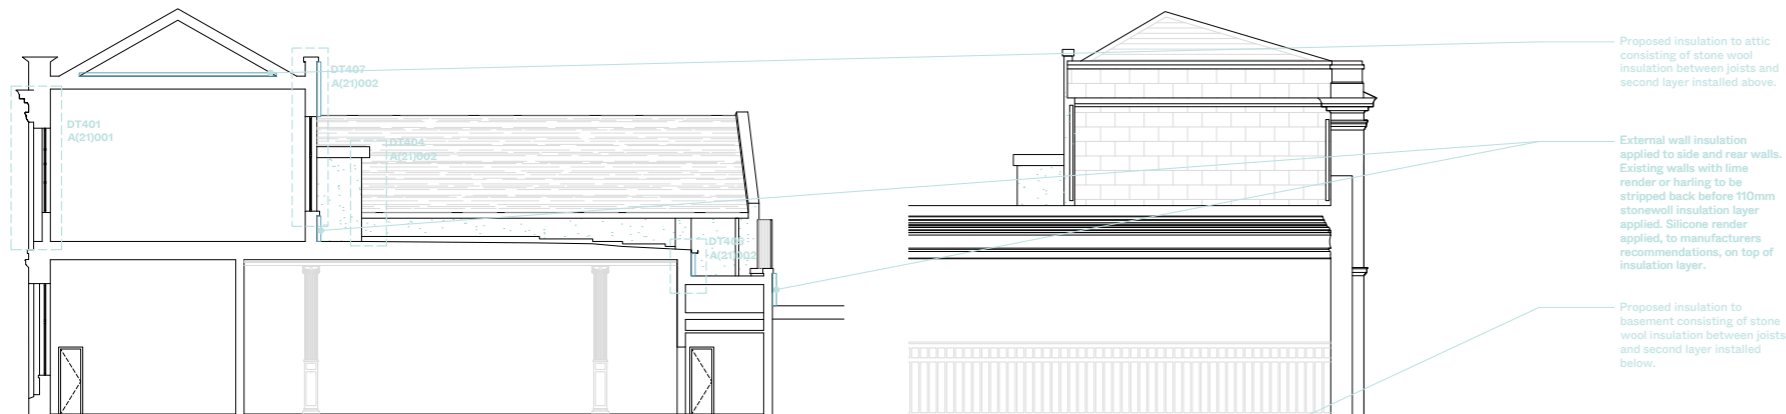 DT407
A(21)002
DT401
A(21)001
DT404
A(21)002
DT409
A(21)002
Proposed insulation to attic
consisting of stone wool
insulation between joists and
second layer installed above.
External wall insulation
applied to side and rear walls.
Existing walls with lime
render or harling to be
stripped back before 110mm
stonewoll insulation layer
applied. Silicone render
applied, to manufacturers
recommendations, on top of
insulation layer.
Proposed insulation to
basement consisting of stone
wool insulation between joists
and second layer installed
below.